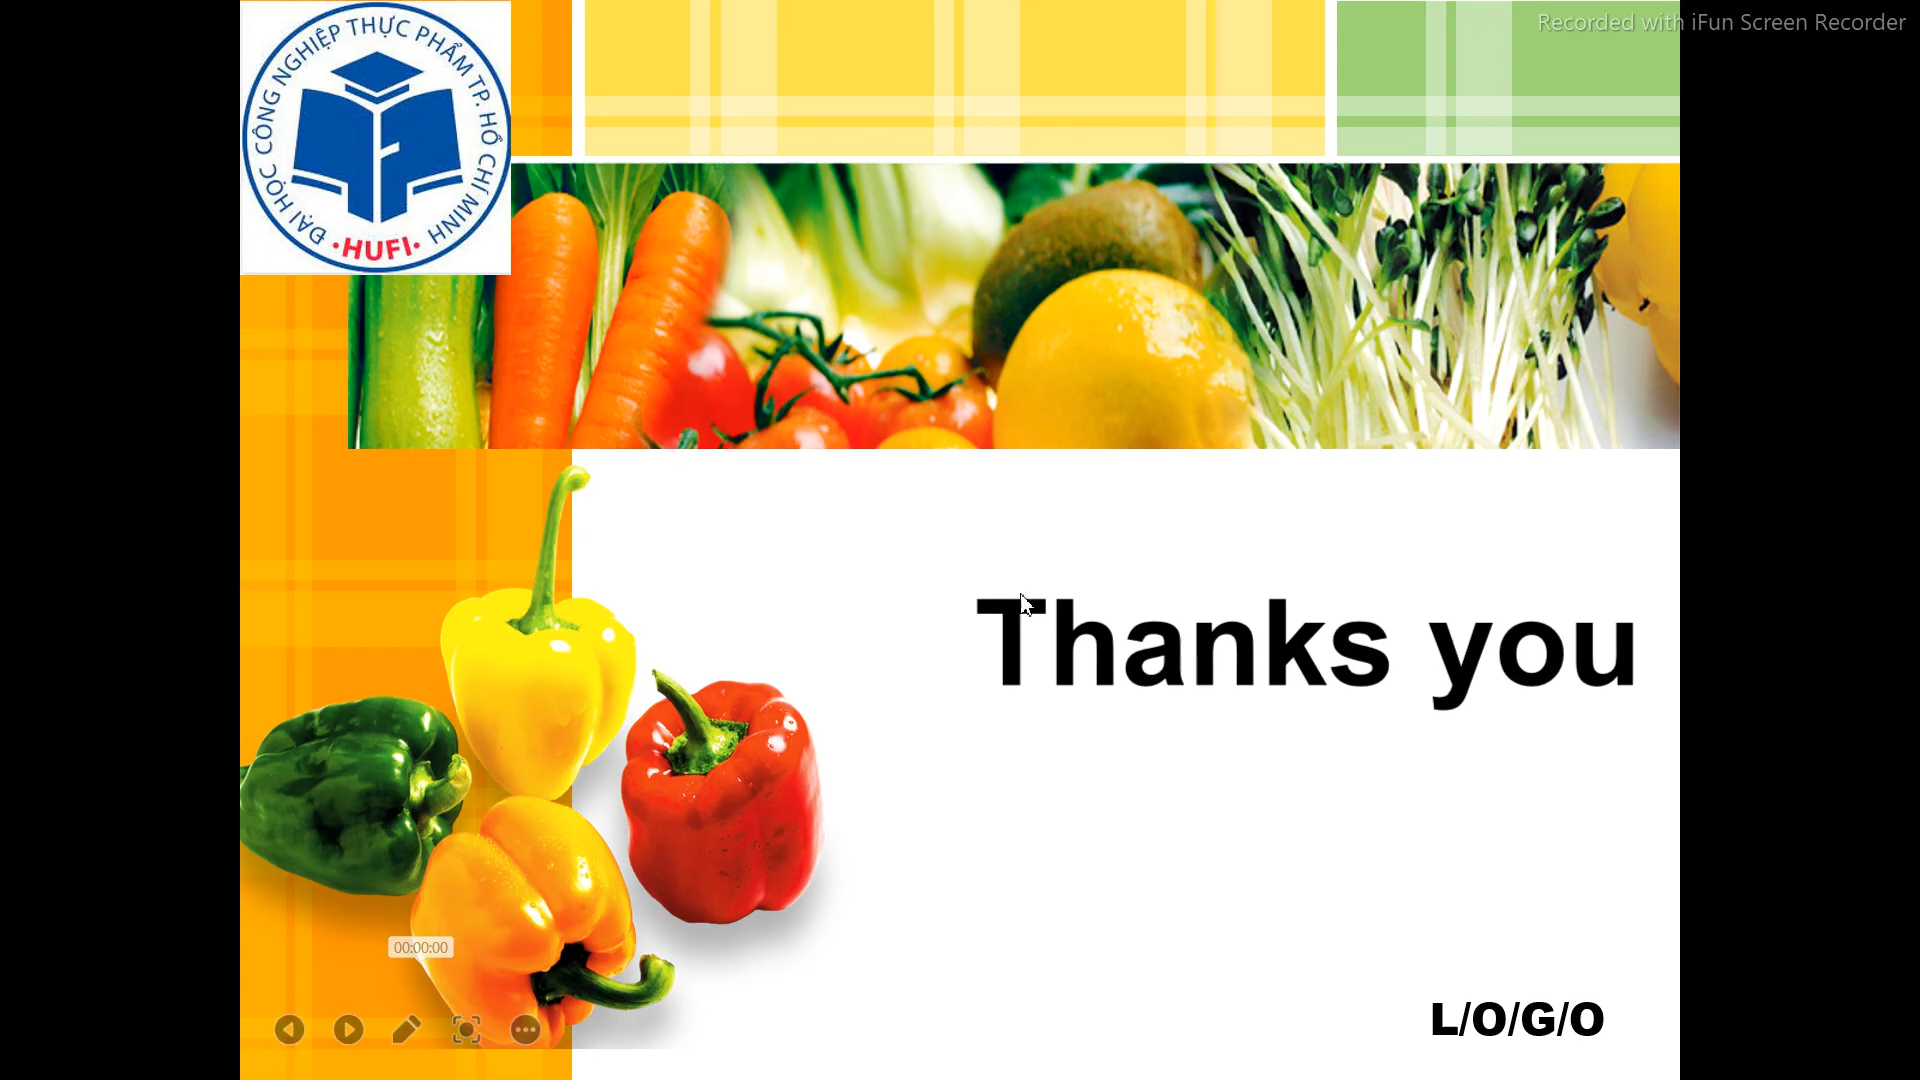 Recorded with iFun Screen Recorder
ĐẠI HỌC CÔNG NGHIỆP THỰC PHẨM TP. HỒ CHÍ MINH
·HUFI·
Thanks you
00:00:00
L/O/G/O